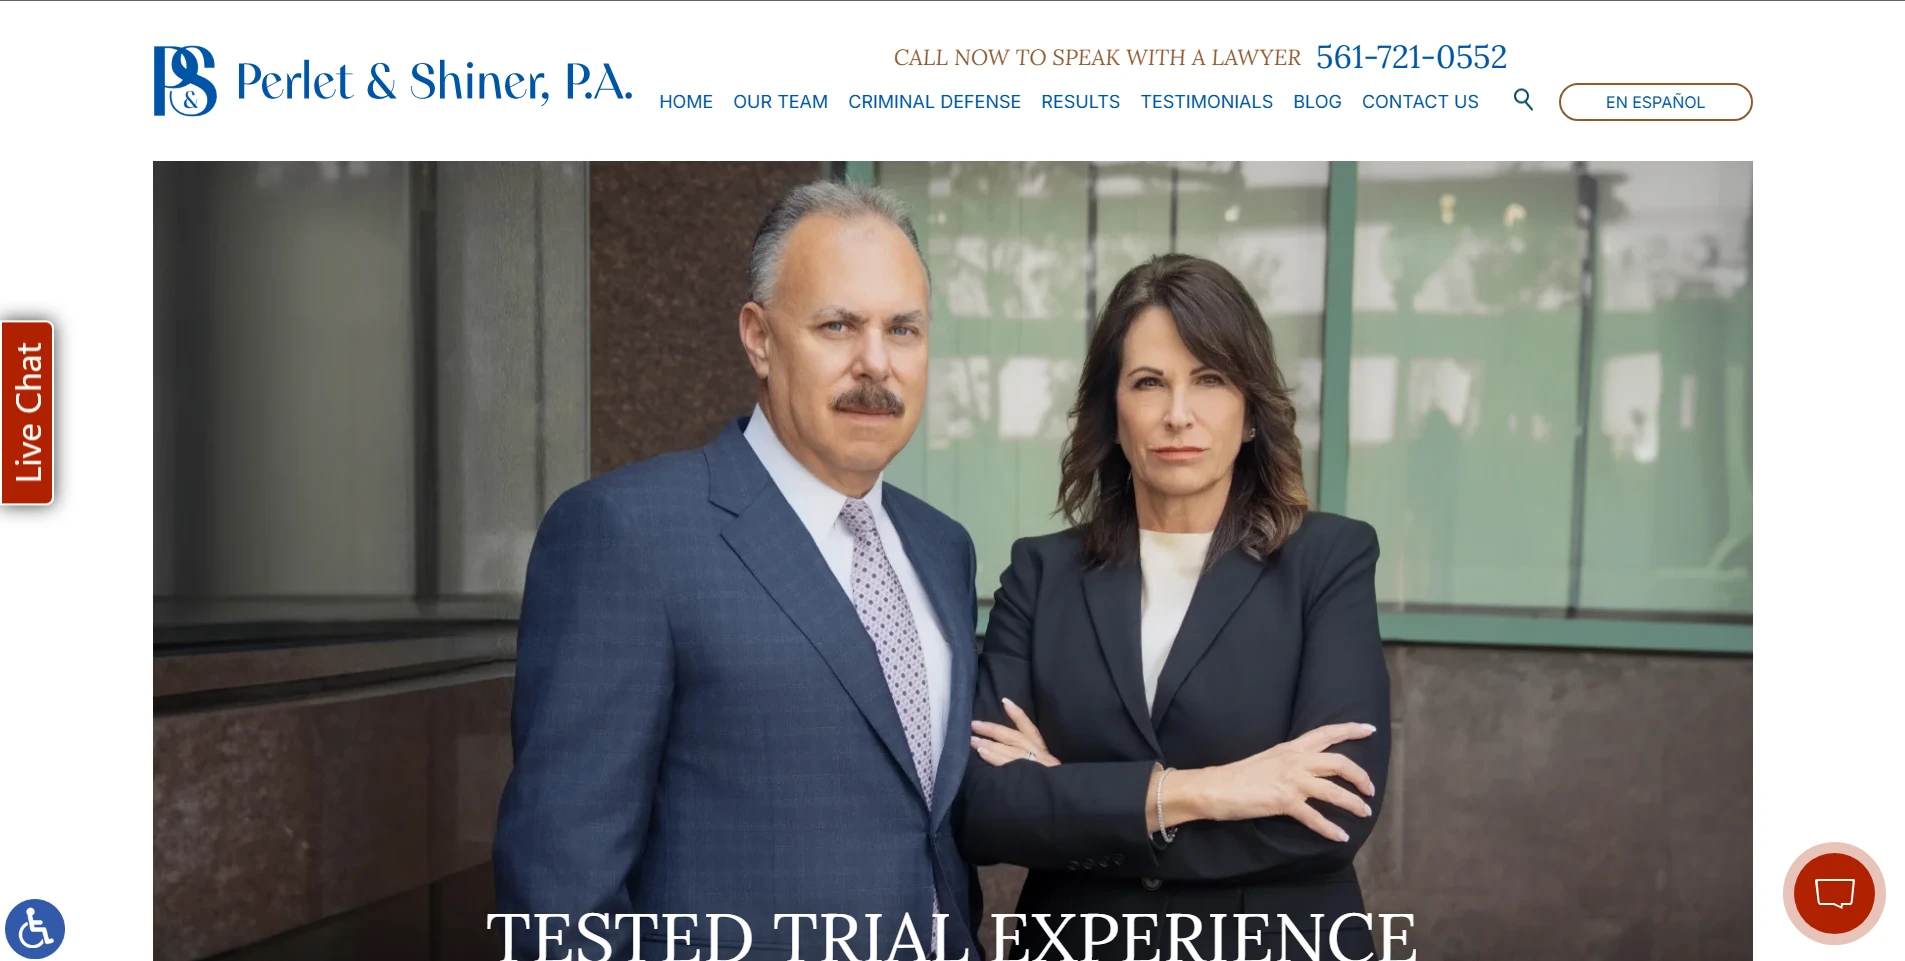 P&S Perlet & Shiner, P.A.
CALL NOW TO SPEAK WITH A LAWYER 561-721-0552
HOME OUR TEAM CRIMINAL DEFENSE RESULTS TESTIMONIALS BLOG CONTACT US EN ESPAÑOL
Live Chat
TESTED TRIAL EXPERIENCE